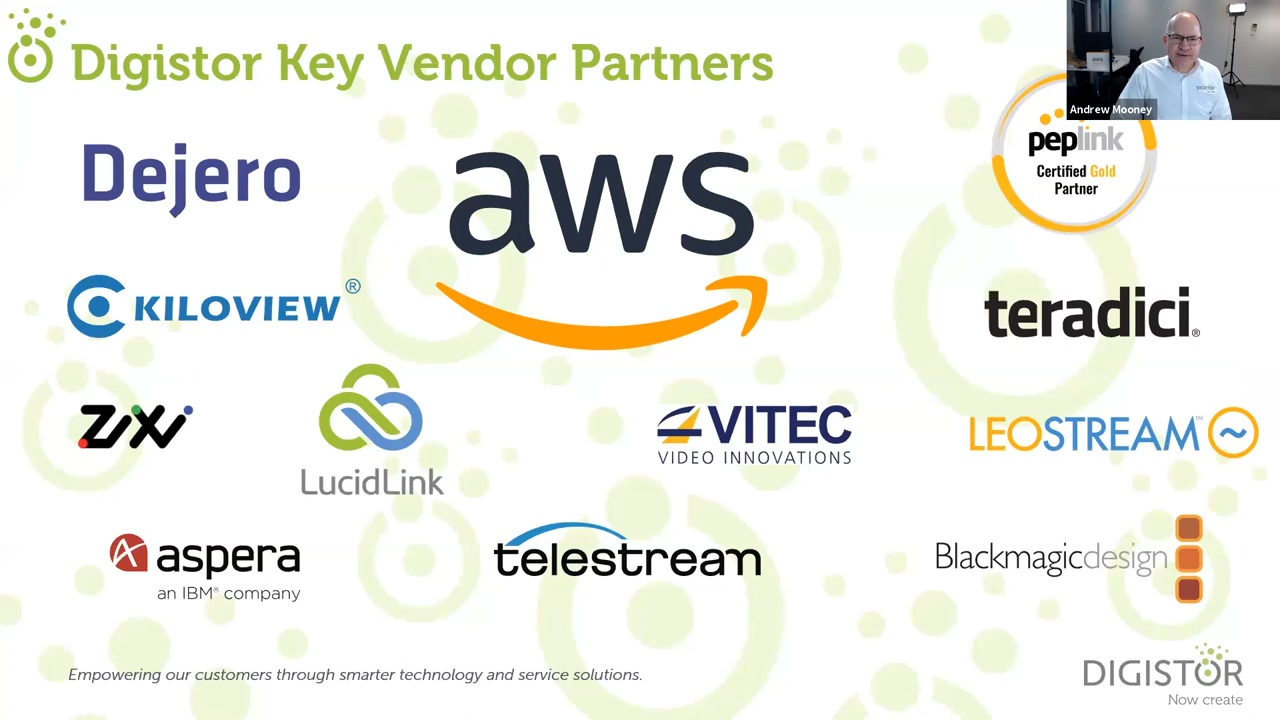 Digistor Key Vendor Partners
Andrew Mooney
Dejero
aws
peplink
Certified Gold
Partner
KILOVIEW®
teradici®
ZiXi
LucidLink
VITEC
VIDEO INNOVATIONS
LEOSTREAM™
aspera
an IBM® company
telestream
Blackmagicdesign
Empowering our customers through smarter technology and service solutions.
DIGISTOR
Now create